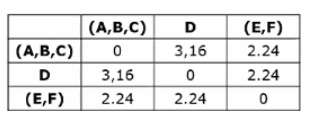 (A,B,C) D (E,F)
(A,B,C) 0 3,16 2.24
D 3,16 0 2.24
(E,F) 2.24 2.24 0